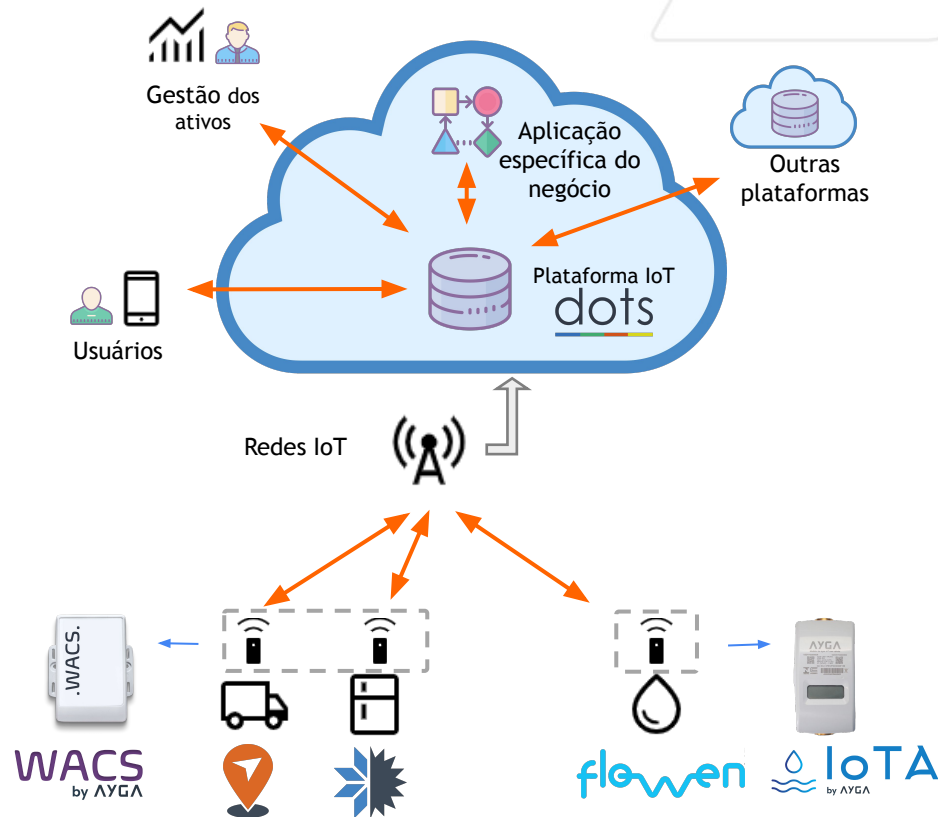 Gestão dos
ativos
Aplicação
específica do
negócio
Outras
plataformas
Plataforma IoT
dots
Usuários
Redes IoT
.WACS.
AYGA
WACS
by AYGA
flowen
IoTA
by AYGA